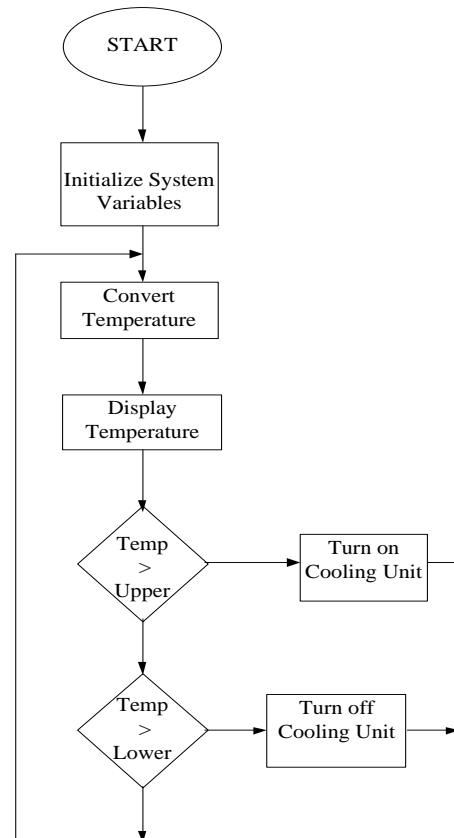 START
Initialize System
Variables
Convert
Temperature
Display
Temperature
Temp
>
Upper
Turn on
Cooling Unit
Temp
>
Lower
Turn off
Cooling Unit